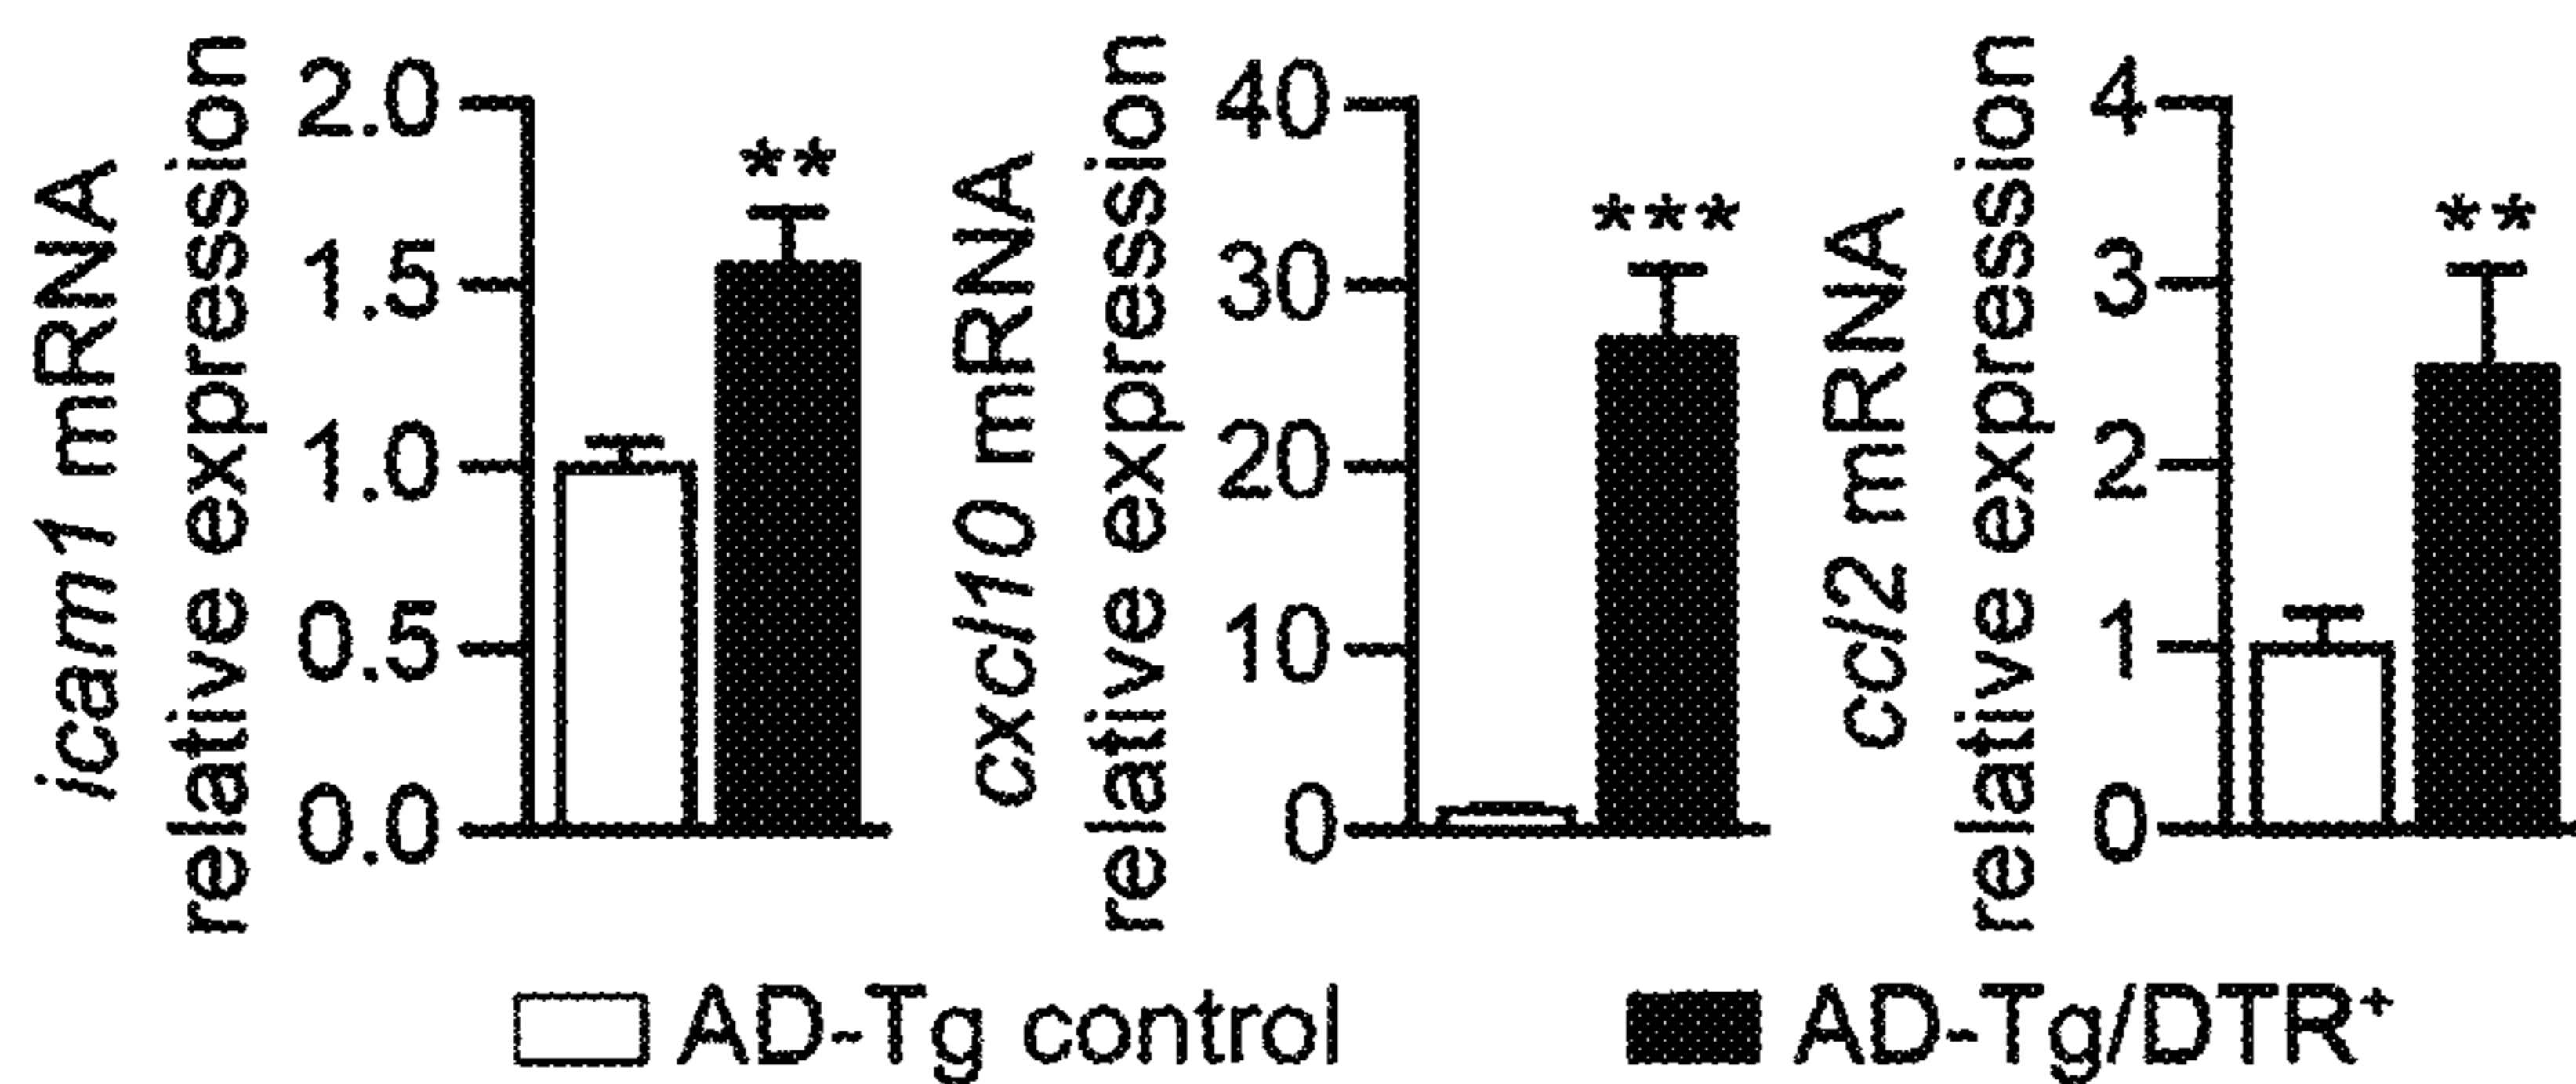 icam1 mRNA
relative expression
2.0
1.5
1.0
0.5
0.0
**
cxcl10 mRNA
relative expression
40
30
20
10
0
***
ccl2 mRNA
relative expression
4
3
2
1
0
**
AD-Tg control
AD-Tg/DTR⁺